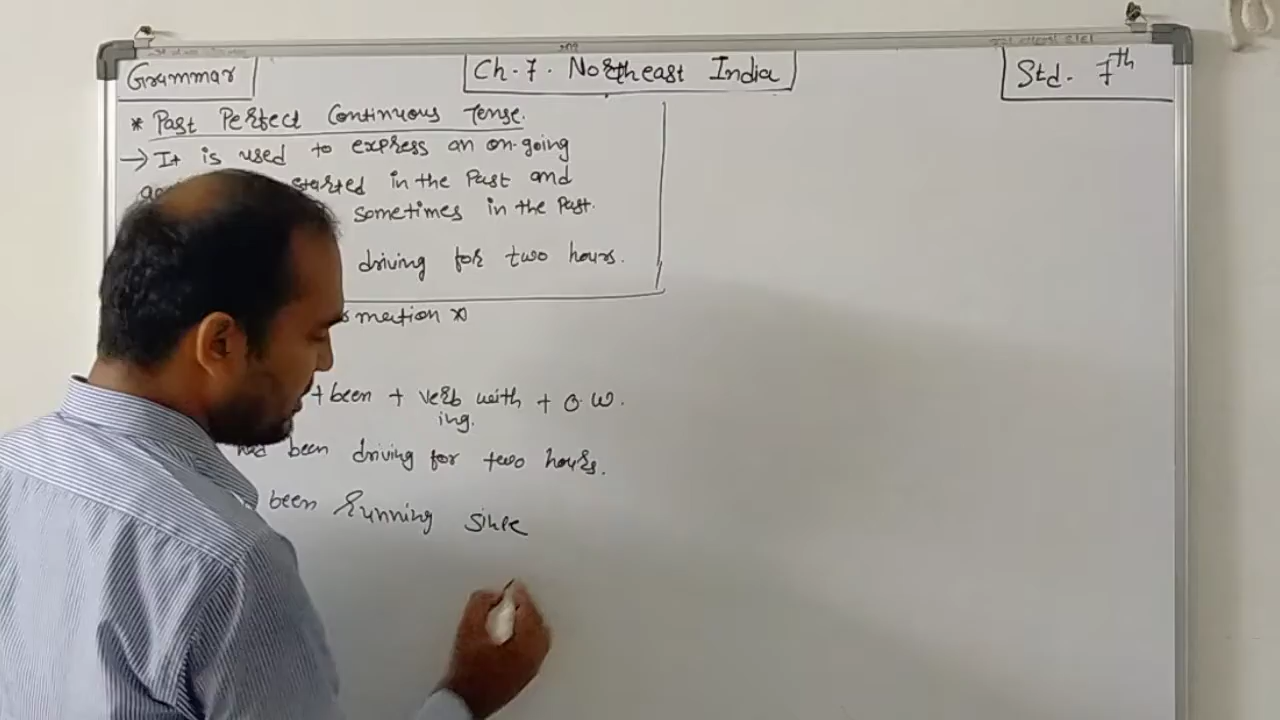 Grammar
Ch-7. Northeast India
Std- 7th
* Past Perfect Continuous Tense.
→ It is used to express an on-going
started in the Past and
sometimes in the Past.
driving for two hours.
mation *
+ been + verb with + O.W.
ing.
had been driving for two hours.
been running since